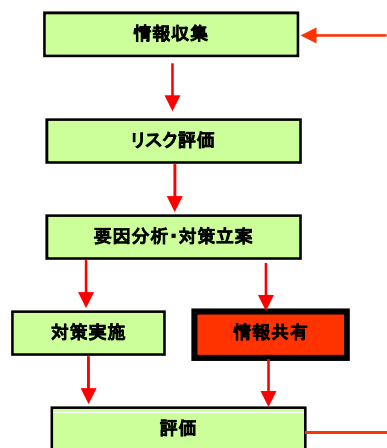 情報収集
リスク評価
要因分析・対策立案
対策実施
情報共有
評価